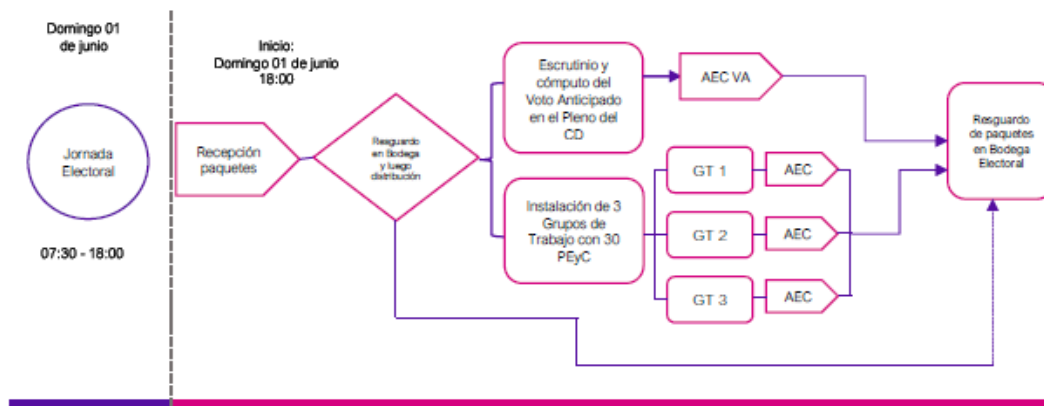 Domingo 01
de junio
Jornada
Electoral
07:30 - 18:00
Inicio:
Domingo 01 de junio
18:00
Recepción
paquetes
Resguardo
en Bodega
y luego
distribución
Escrutinio y
cómputo del
Voto Anticipado
en el Pleno del
CD
AEC VA
Instalación de 3
Grupos de
Trabajo con 30
PEyC
GT 1
AEC
GT 2
AEC
GT 3
AEC
Resguardo
de paquetes
en Bodega
Electoral